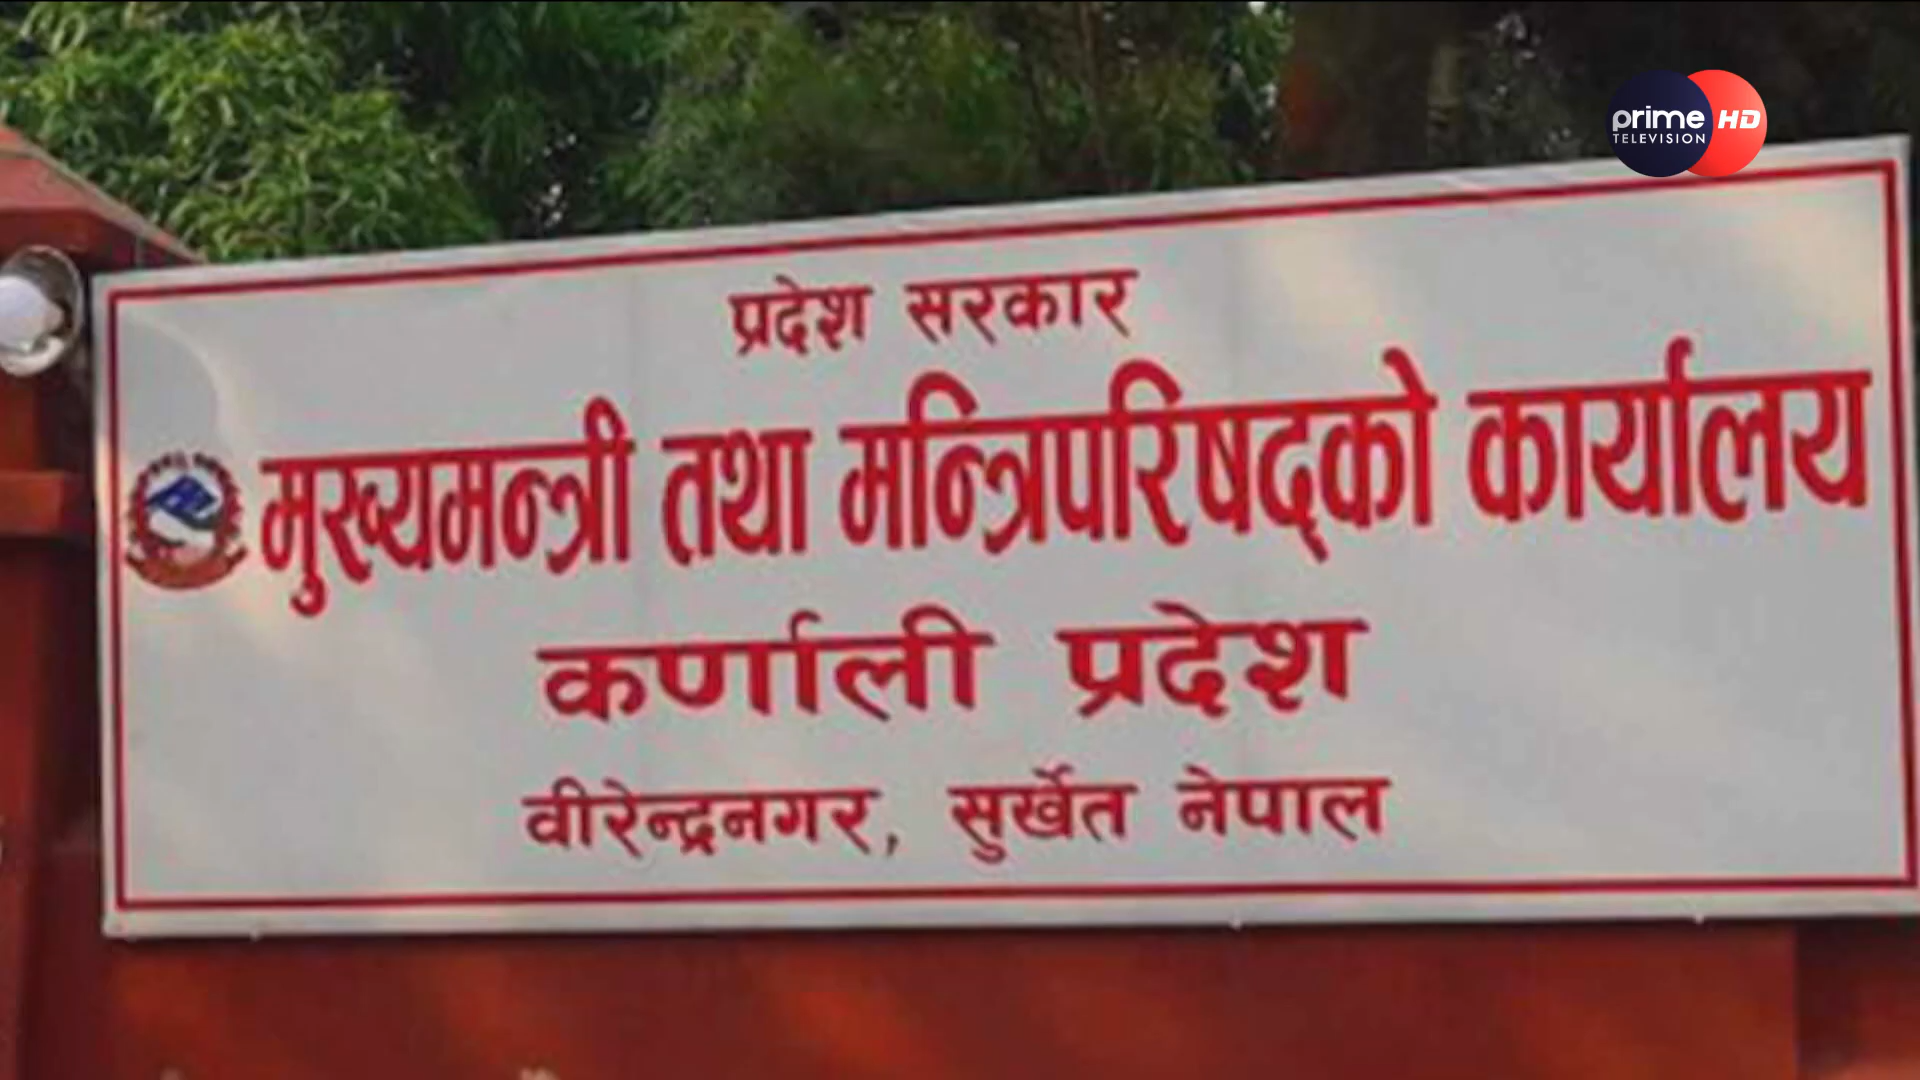 prime HD
TELEVISION
प्रदेश सरकार
मुख्यमन्त्री तथा मन्त्रिपरिषद्को कार्यालय
कर्णाली प्रदेश
वीरेन्द्रनगर, सुर्खेत नेपाल